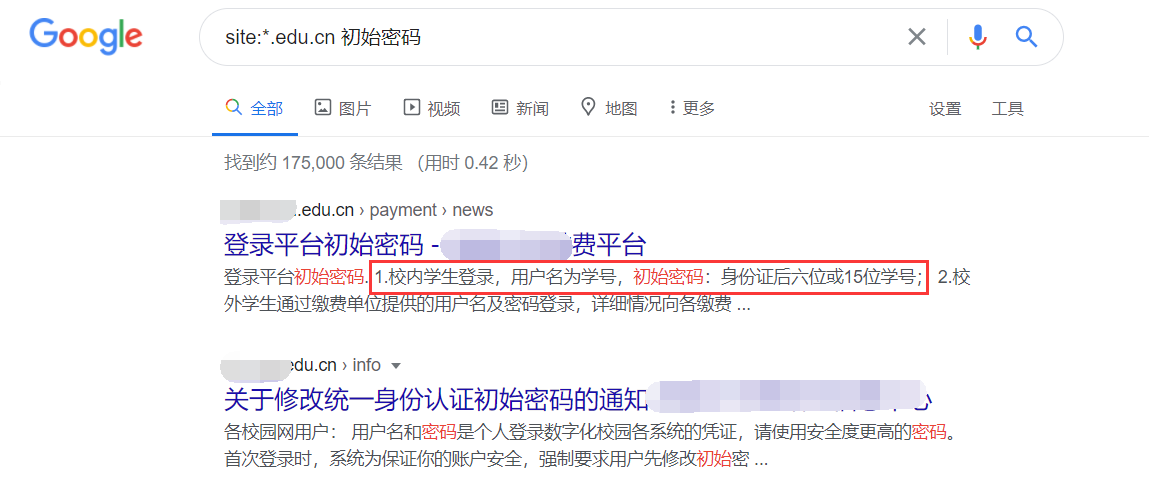 Google
site:*.edu.cn 初始密码
全部 图片 视频 新闻 地图 更多 设置 工具
找到约 175,000 条结果 （用时 0.42 秒）
.edu.cn › payment › news
登录平台初始密码 - 费平台
登录平台初始密码. 1.校内学生登录，用户名为学号，初始密码：身份证后六位或15位学号； 2.校
外学生通过缴费单位提供的用户名及密码登录，详细情况向各缴费 ...
edu.cn › info
关于修改统一身份认证初始密码的通知
各校园网用户： 用户名和密码是个人登录数字化校园各系统的凭证，请使用安全度更高的密码。
首次登录时，系统为保证你的账户安全，强制要求用户先修改初始密 ...